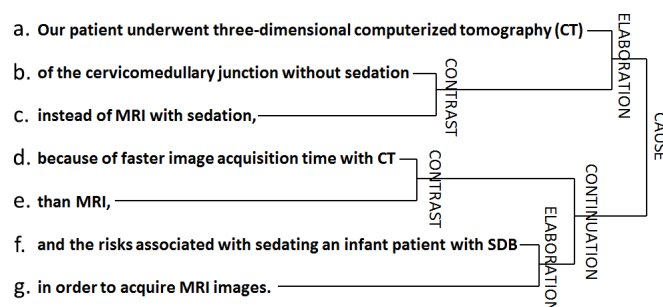 a. Our patient underwent three-dimensional computerized tomography (CT)
b. of the cervicomedullary junction without sedation
c. instead of MRI with sedation,
d. because of faster image acquisition time with CT
e. than MRI,
f. and the risks associated with sedating an infant patient with SDB
g. in order to acquire MRI images.
CONTRAST
ELABORATION
CONTRAST
ELABORATION
CONTINUATION
CAUSE